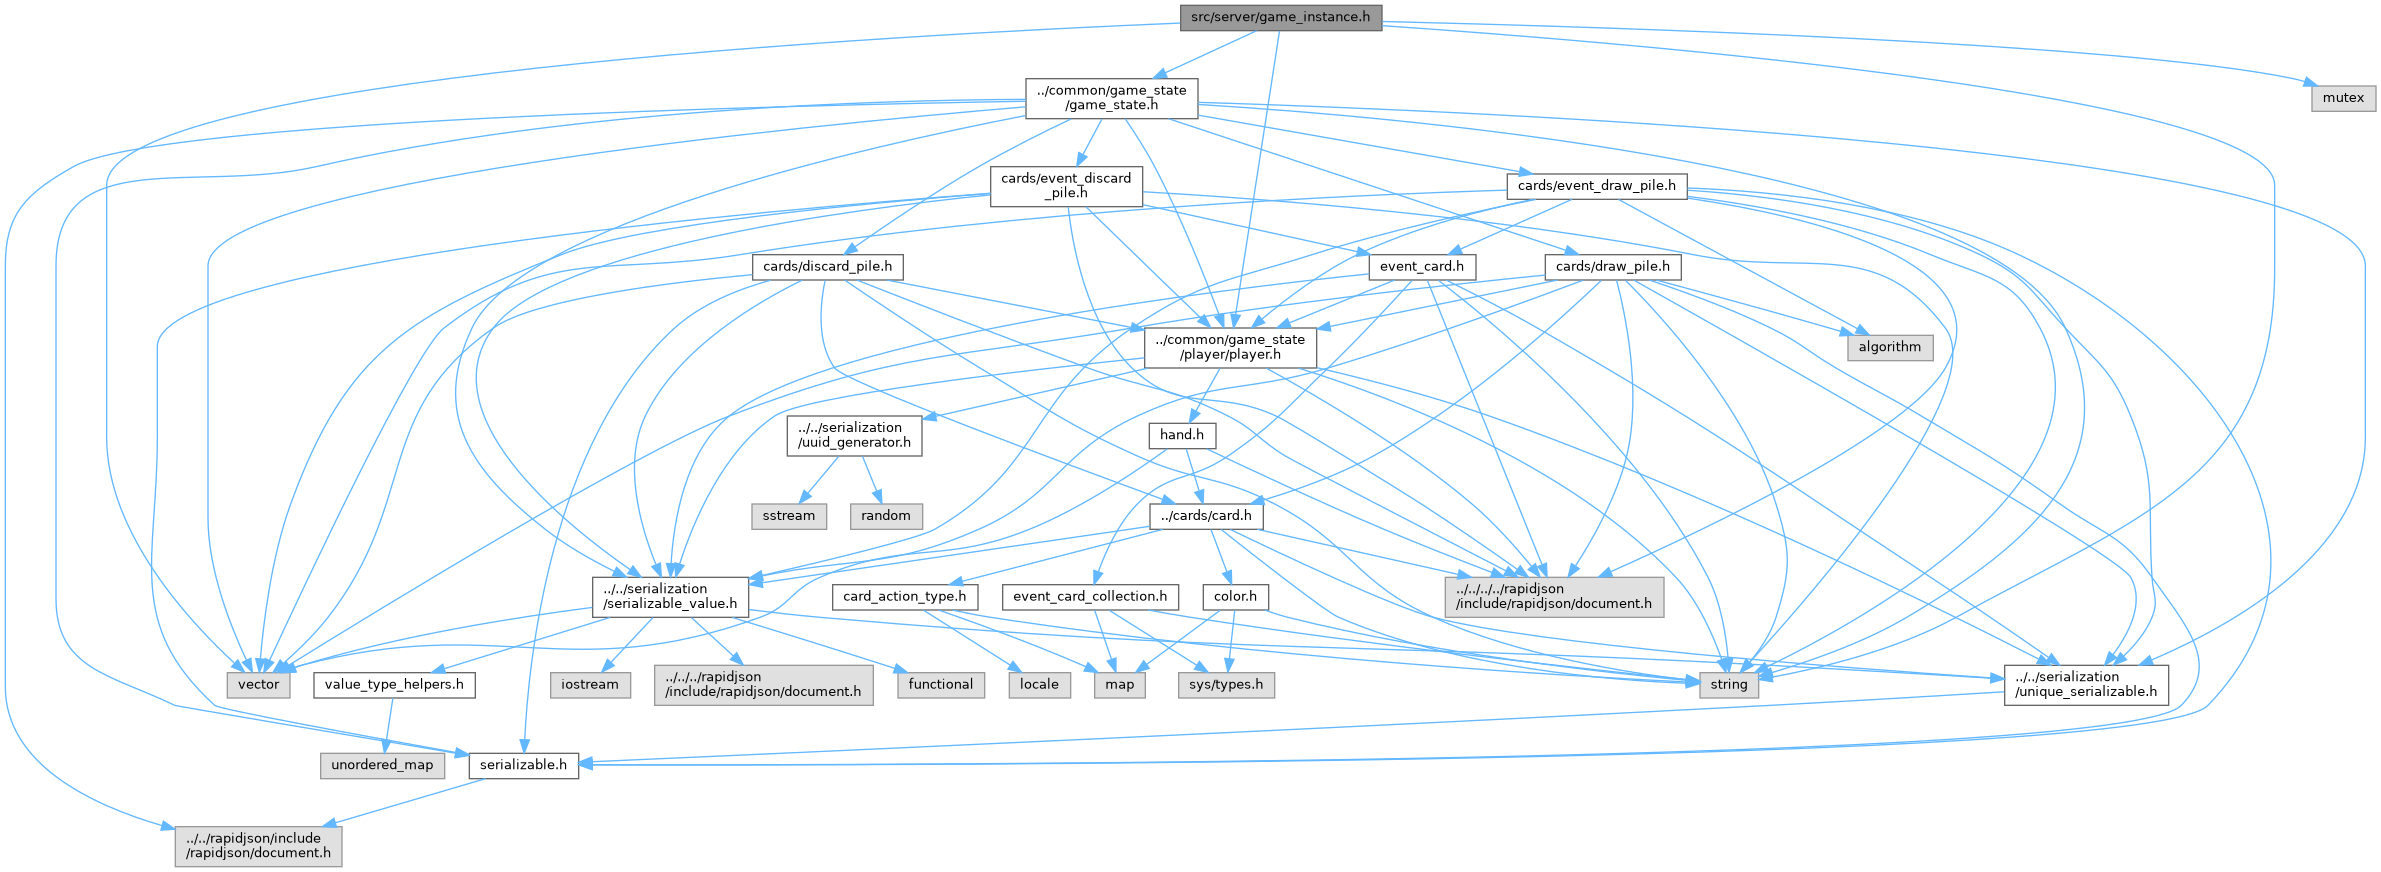 src/server/game_instance.h
../common/game_state
/game_state.h
mutex
cards/event_discard
_pile.h
cards/event_draw_pile.h
cards/discard_pile.h
event_card.h
cards/draw_pile.h
../common/game_state
/player/player.h
algorithm
../../serialization
/uuid_generator.h
hand.h
sstream
random
../cards/card.h
../../serialization
/serializable_value.h
card_action_type.h
event_card_collection.h
color.h
../../../../rapidjson
/include/rapidjson/document.h
vector
value_type_helpers.h
iostream
../../../rapidjson
/include/rapidjson/document.h
functional
locale
map
sys/types.h
string
../../serialization
/unique_serializable.h
unordered_map
serializable.h
../../rapidjson/include
/rapidjson/document.h